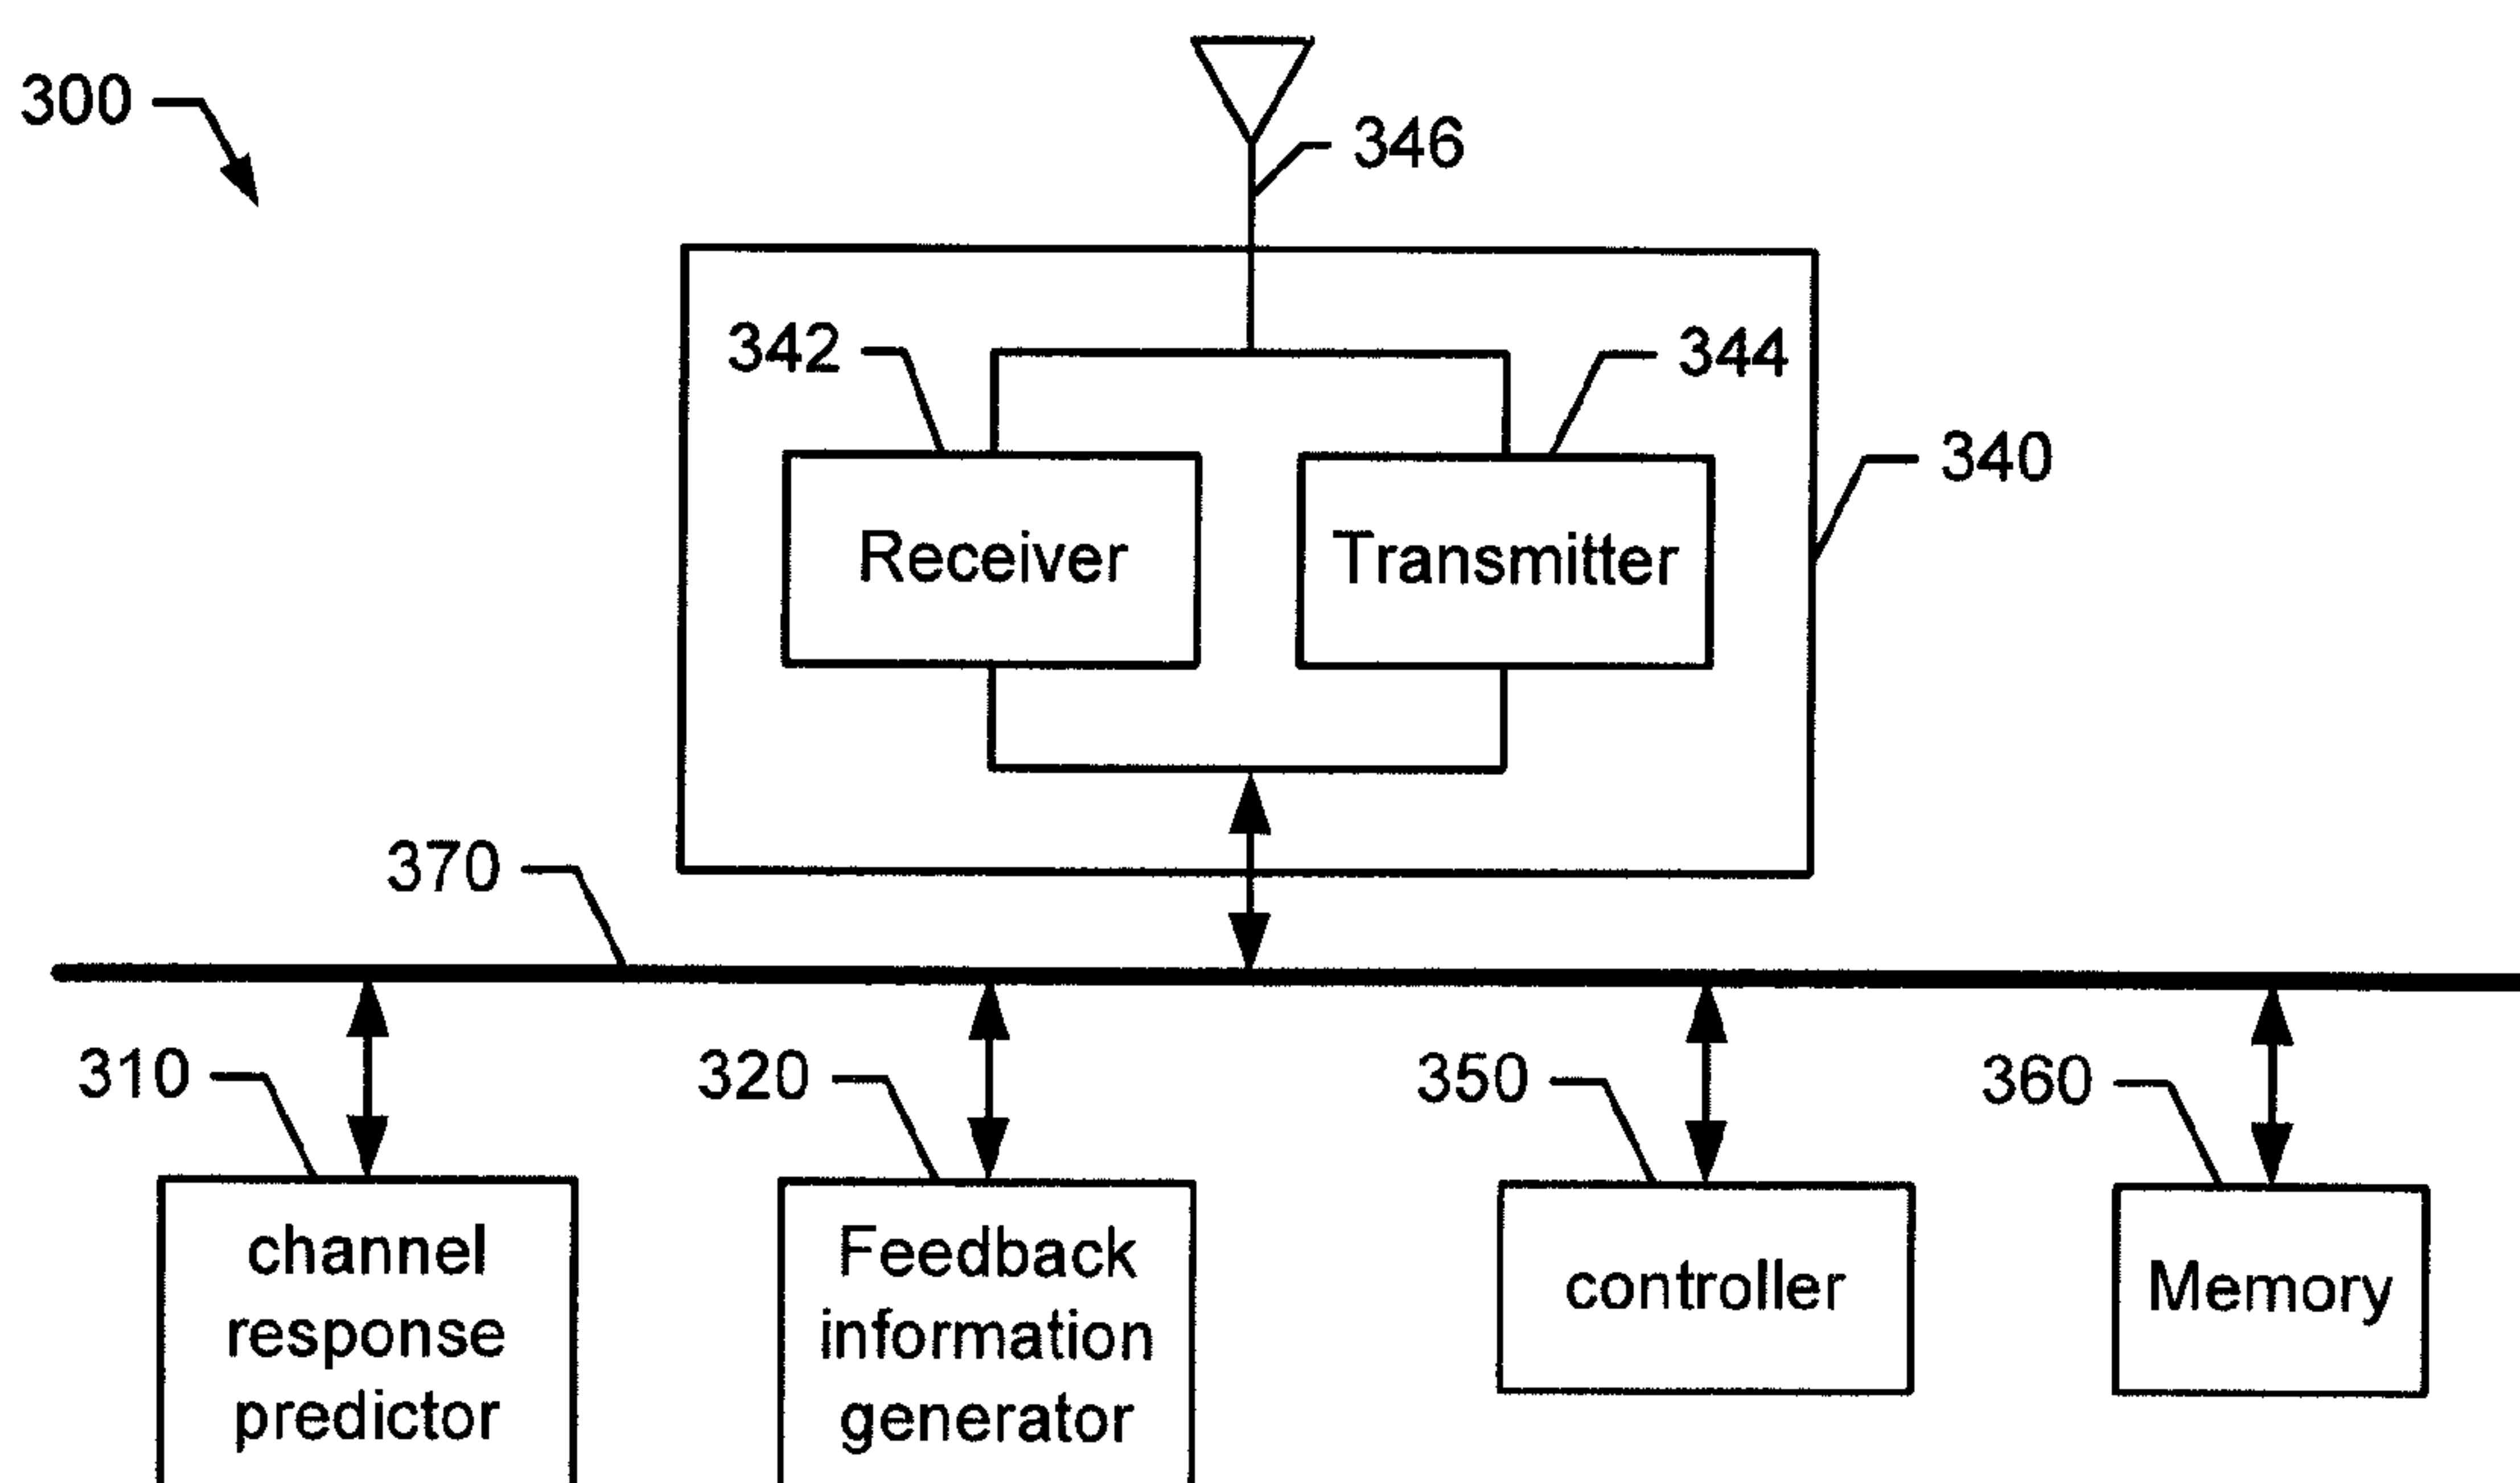 300
346
342
344
340
Receiver
Transmitter
370
310
320
350
360
channel
response
predictor
Feedback
information
generator
controller
Memory